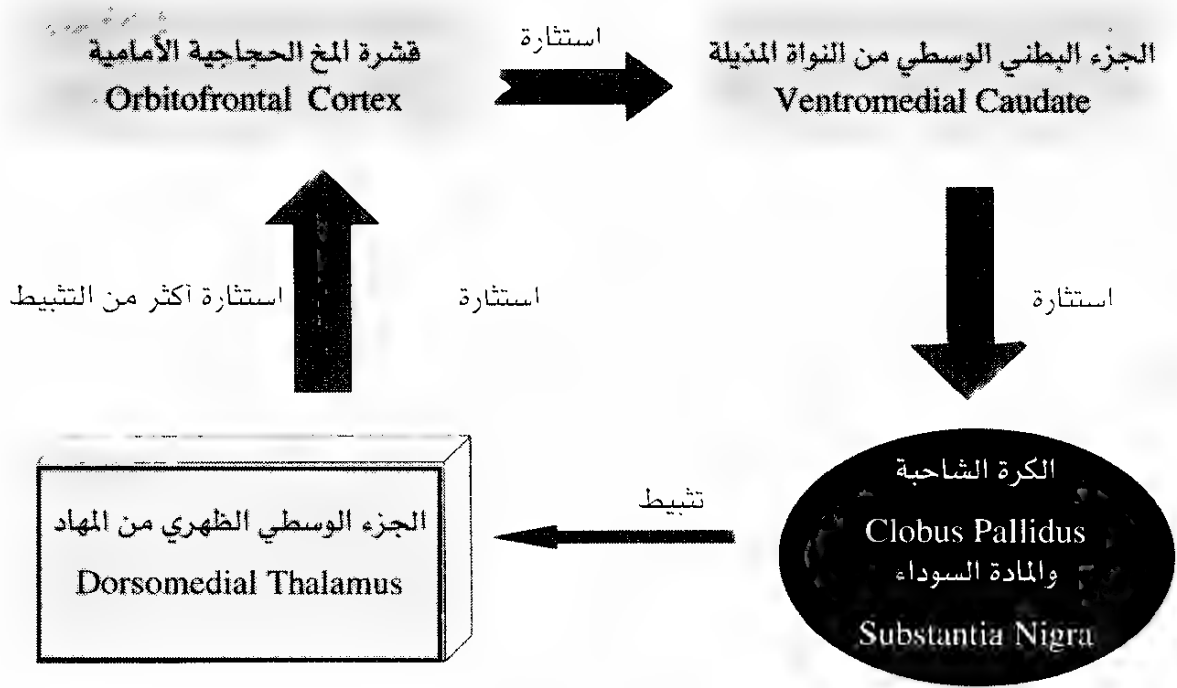 قشرة المخ الحجاجية الأمامية
Orbitofrontal Cortex
استثارة
الجزء البطني الوسطي من النواة المذيلة
Ventromedial Caudate
استثارة أكثر من التثبيط
استثارة
استثارة
الجزء الوسطي الظهري من المهاد
Dorsomedial Thalamus
تثبيط
الكرة الشاحبة
Clobus Pallidus
والمادة السوداء
Substantia Nigra